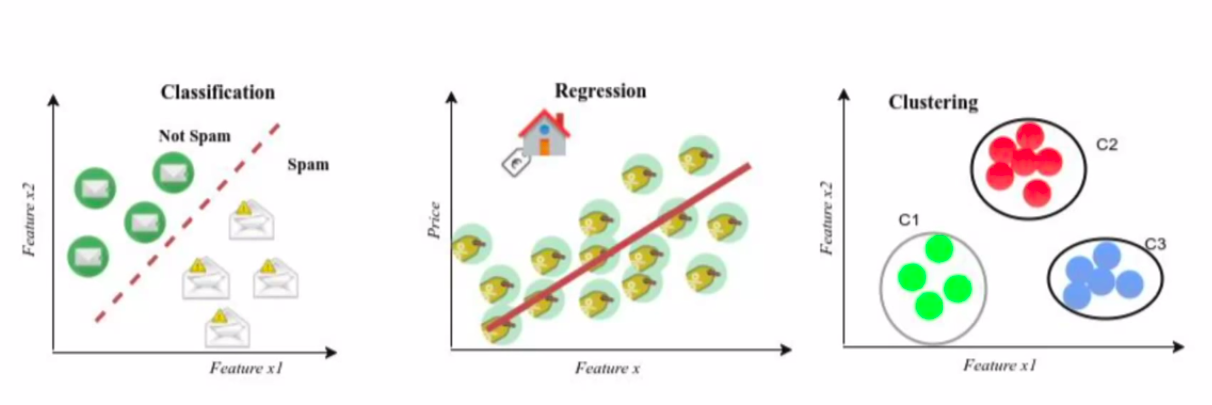 Classification
Not Spam
Spam
Feature x2
Feature x1
Regression
Price
Feature x
Clustering
C2
C1
C3
Feature x2
Feature x1